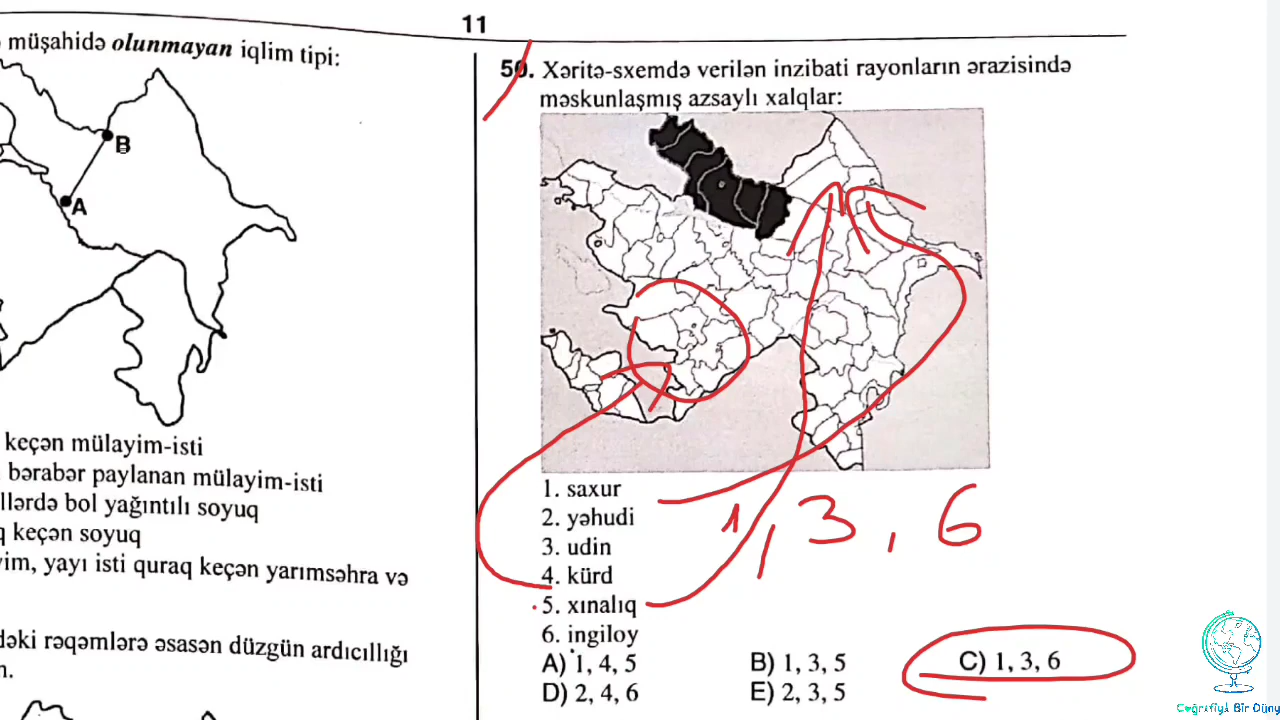 11
müşahidə olunmayan iqlim tipi:
B
A
keçən mülayim-isti
bərabər paylanan mülayim-isti
llərdə bol yağıntılı soyuq
q keçən soyuq
yim, yayı isti quraq keçən yarımsəhra və
dəki rəqəmlərə əsasən düzgün ardıcıllığı
n.
50. Xəritə-sxemdə verilən inzibati rayonların ərazisində
məskunlaşmış azsaylı xalqlar:
1. saxur
2. yəhudi
3. udin
4. kürd
5. xınalıq
6. ingiloy
1, 3, 6
A) 1, 4, 5
B) 1, 3, 5
C) 1, 3, 6
D) 2, 4, 6
E) 2, 3, 5
Coğrafiya Bir Düny